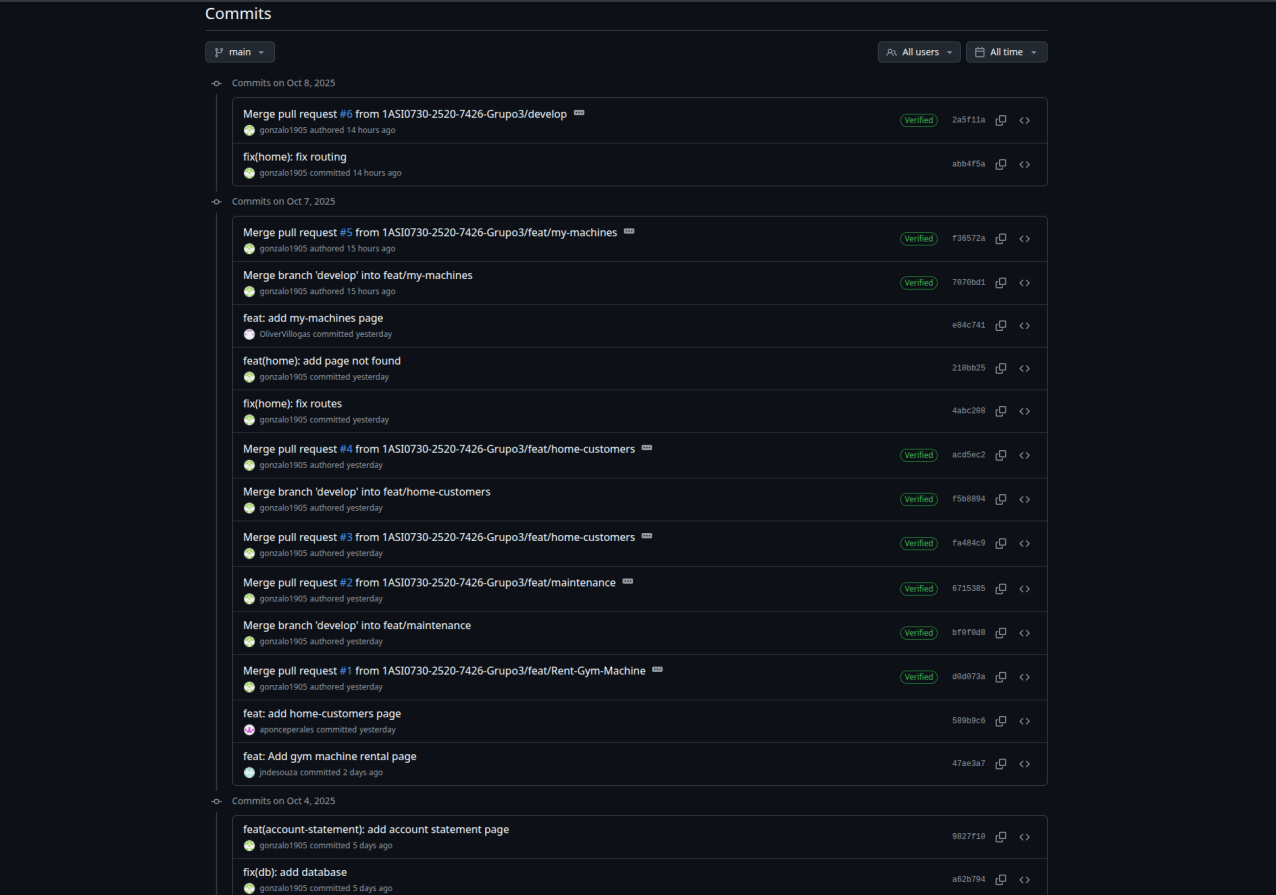 Commits
main
All users
All time
Commits on Oct 8, 2025
Merge pull request #6 from 1ASI0730-2520-7426-Grupo3/develop
gonzalo1905 authored 14 hours ago
Verified
2a5f11a
fix(home): fix routing
gonzalo1905 committed 14 hours ago
abb4f5a
Commits on Oct 7, 2025
Merge pull request #5 from 1ASI0730-2520-7426-Grupo3/feat/my-machines
gonzalo1905 authored 15 hours ago
Verified
f36572a
Merge branch 'develop' into feat/my-machines
gonzalo1905 authored 15 hours ago
Verified
7070bd1
feat: add my-machines page
OliverVillogas committed yesterday
e84c741
feat(home): add page not found
gonzalo1905 committed yesterday
210bb25
fix(home): fix routes
gonzalo1905 committed yesterday
4abc208
Merge pull request #4 from 1ASI0730-2520-7426-Grupo3/feat/home-customers
gonzalo1905 authored yesterday
Verified
acd5ec2
Merge branch 'develop' into feat/home-customers
gonzalo1905 authored yesterday
Verified
f5b8894
Merge pull request #3 from 1ASI0730-2520-7426-Grupo3/feat/home-customers
gonzalo1905 authored yesterday
Verified
fa484c9
Merge pull request #2 from 1ASI0730-2520-7426-Grupo3/feat/maintenance
gonzalo1905 authored yesterday
Verified
6715385
Merge branch 'develop' into feat/maintenance
gonzalo1905 authored yesterday
Verified
bf0f0d8
Merge pull request #1 from 1ASI0730-2520-7426-Grupo3/feat/Rent-Gym-Machine
gonzalo1905 authored yesterday
Verified
d0d073a
feat: add home-customers page
aponceperales committed yesterday
589b9c6
feat: Add gym machine rental page
jndesouza committed 2 days ago
47ae3a7
Commits on Oct 4, 2025
feat(account-statement): add account statement page
gonzalo1905 committed 5 days ago
9827f10
fix(db): add database
gonzalo1905 committed 5 days ago
a62b794